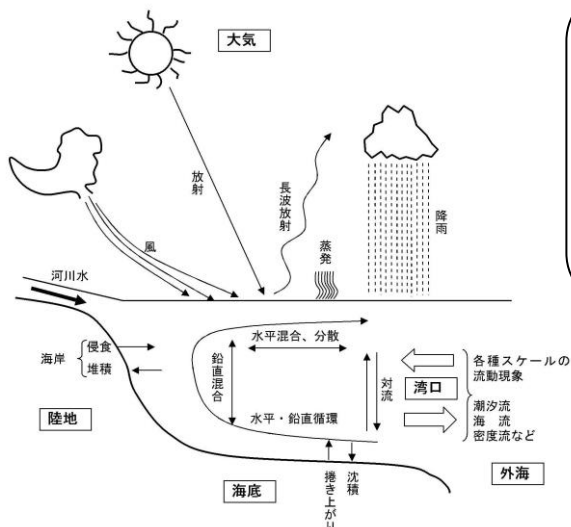 大気
放射
長波放射
降雨
風
蒸発
河川水
水平混合、分散
海岸
侵食
堆積
鉛直混合
対流
湾口
各種スケールの
流動現象
潮汐流
海 流
密度流など
水平・鉛直循環
陸地
海底
捲き上がり
沈積
外海